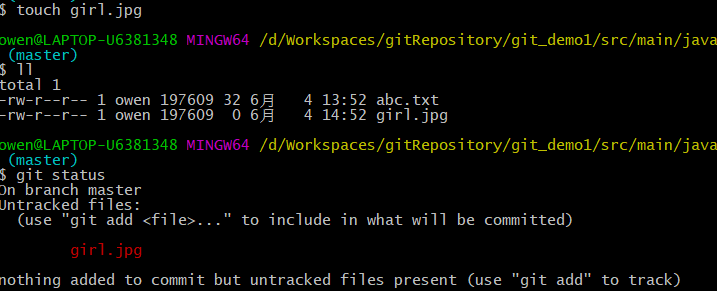 $ touch girl.jpg
owen@LAPTOP-U6381348 MINGW64 /d/Workspaces/gitRepository/git_demo1/src/main/java
(master)
$ ll
total 1
-rw-r--r-- 1 owen 197609 32 6月   4 13:52 abc.txt
-rw-r--r-- 1 owen 197609  0 6月   4 14:52 girl.jpg
owen@LAPTOP-U6381348 MINGW64 /d/Workspaces/gitRepository/git_demo1/src/main/java
(master)
$ git status
On branch master
Untracked files:
(use "git add <file>..." to include in what will be committed)
girl.jpg
nothing added to commit but untracked files present (use "git add" to track)